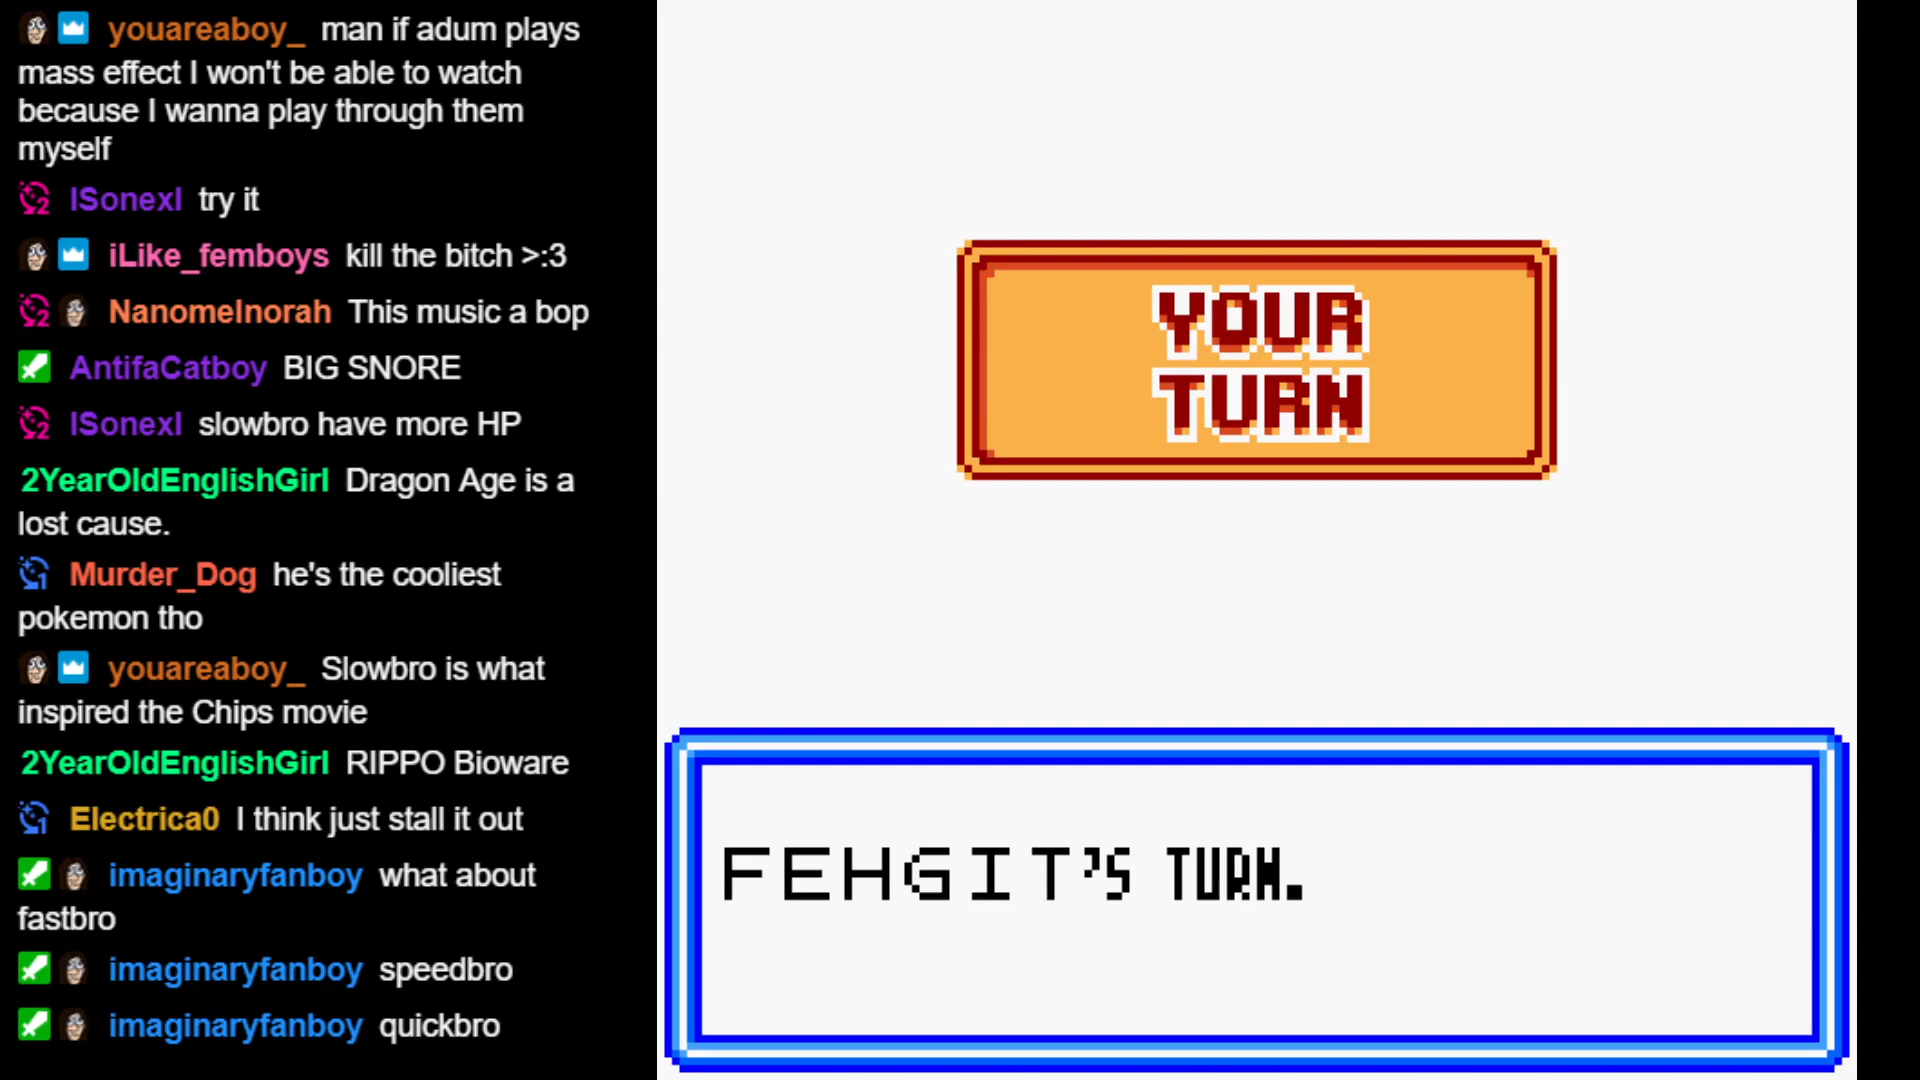 youareaboy_ man if adum plays
mass effect I won't be able to watch
because I wanna play through them
myself
ISonexI try it
iLike_femboys kill the bitch >:3
NanomeInorah This music a bop
AntifaCatboy BIG SNORE
ISonexI slowbro have more HP
2YearOldEnglishGirl Dragon Age is a
lost cause.
Murder_Dog he's the cooliest
pokemon tho
youareaboy_ Slowbro is what
inspired the Chips movie
2YearOldEnglishGirl RIPPO Bioware
Electrica0 I think just stall it out
imaginaryfanboy what about
fastbro
imaginaryfanboy speedbro
imaginaryfanboy quickbro
YOUR
TURN
FEHGIT's TURN.